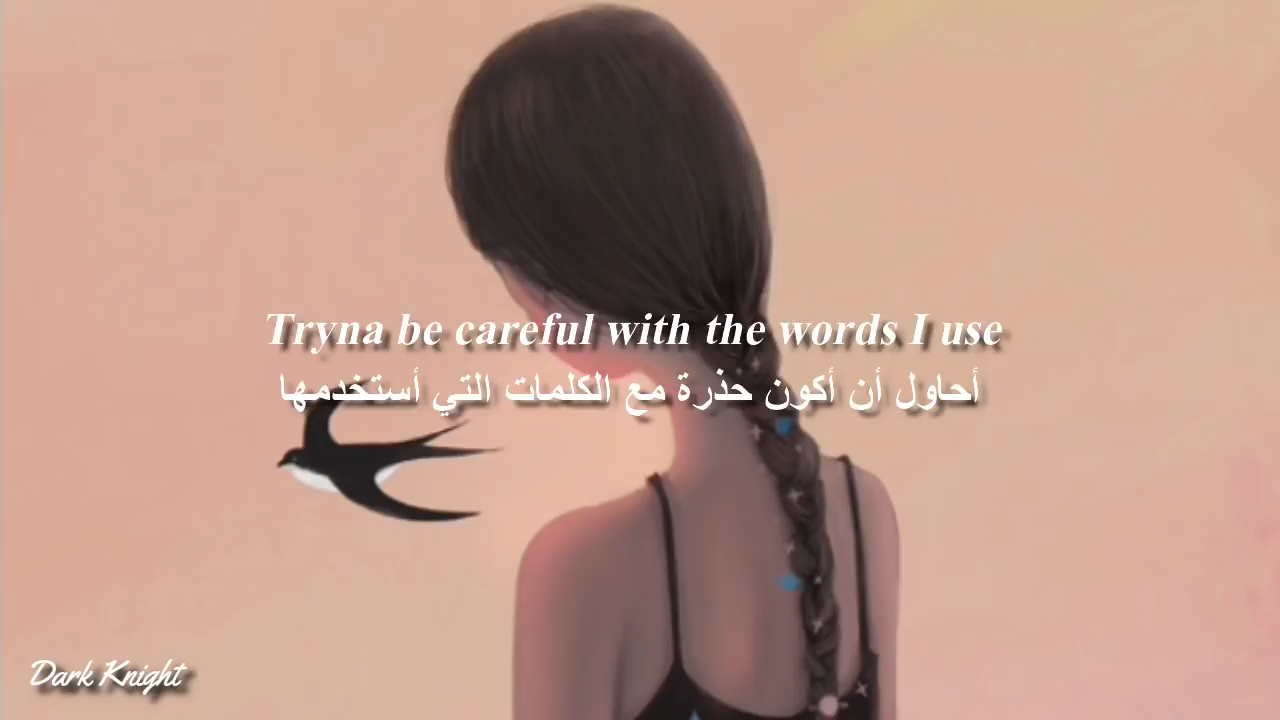 Tryna be careful with the words I use
أحاول أن أكون حذرة مع الكلمات التي أستخدمها
Dark Knight